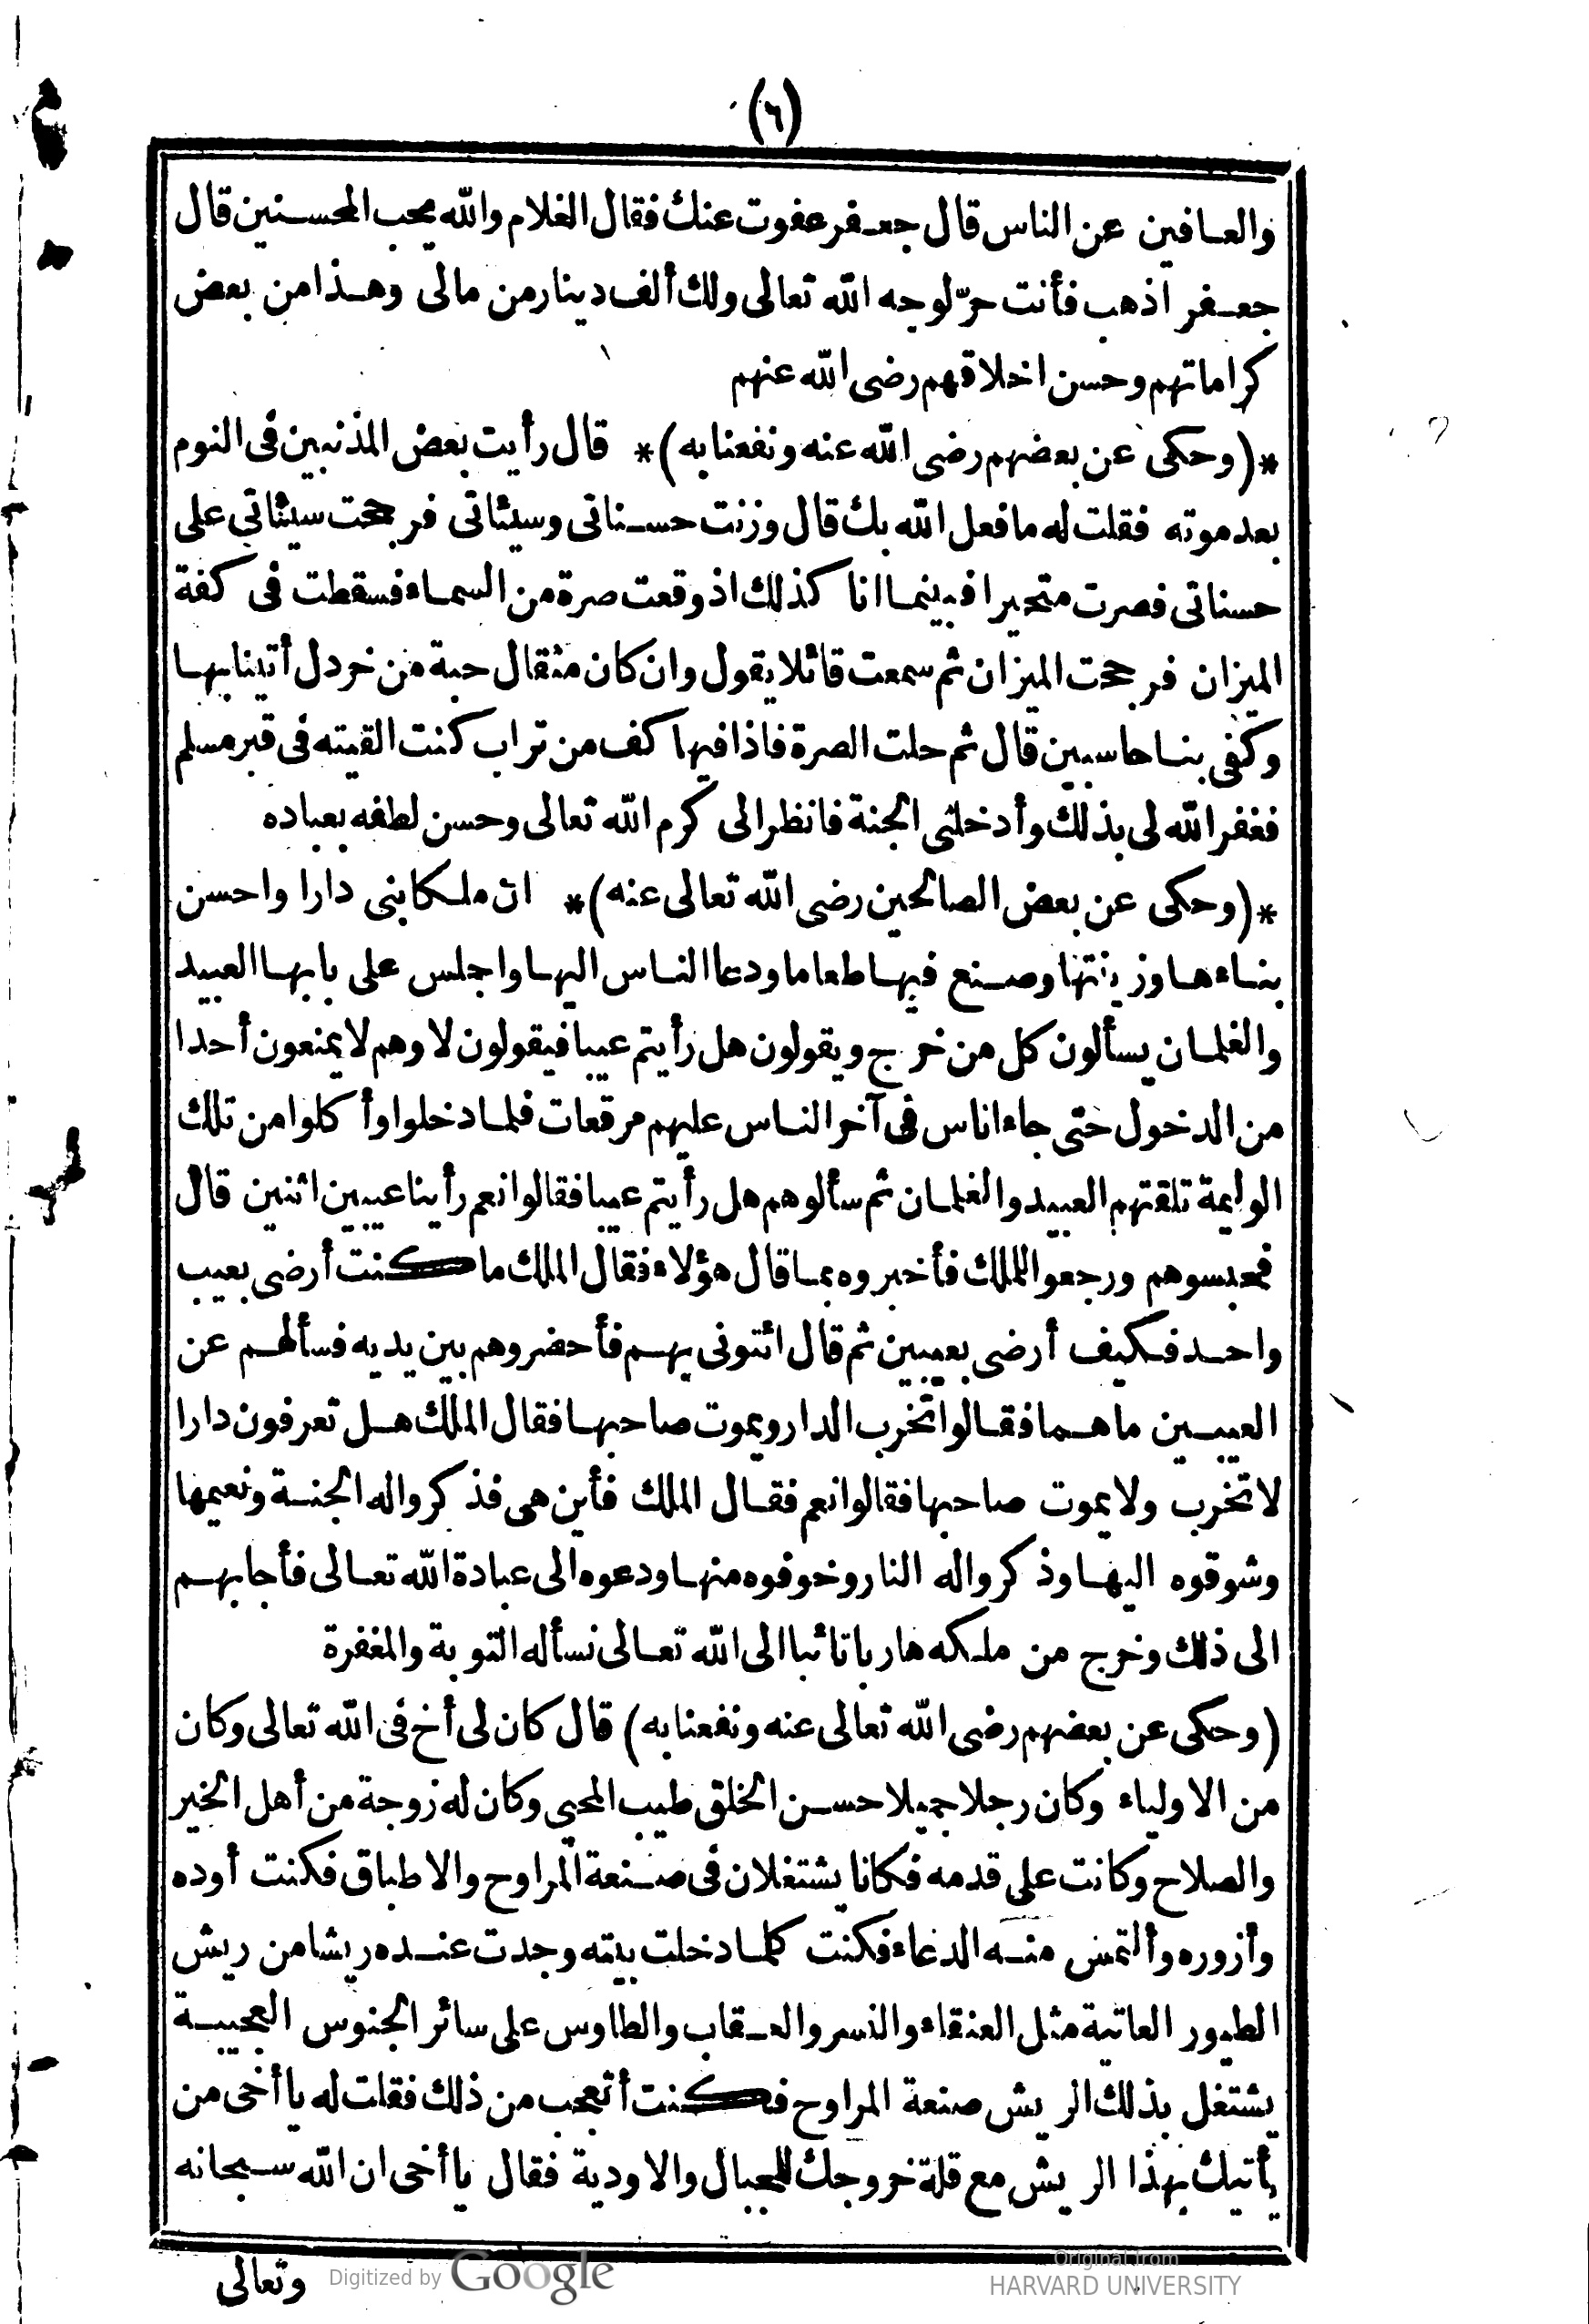 (٦)
والعافين عن الناس قال جعفر عفوت عنك فقال الغلام والله يحب المحسنين قال
جعفر اذهب فأنت حرّ لوجه الله تعالى ولك ألف دينار من مالى وهذا من بعض
كراماتهم وحسن اخلاقهم رضى الله عنهم
*(وحكى عن بعضهم رضى الله عنه ونفعنا به)* قال رأيت بعض المذنبين فى النوم
بعد موته فقلت له ما فعل الله بك قال وزنت حسناتى وسيئاتى فرجحت سيئاتى على
حسناتى فصرت متحيرا فبينما انا كذلك اذ وقعت صرة من السماء فسقطت فى كفة
الميزان فرجحت الميزان ثم سمعت قائلا يقول وان كان مثقال حبة من خردل أتينا بها
وكفى بنا حاسبين قال ثم حلت الصرة فاذا فيها كف من تراب كنت القيته فى قبر مسلم
فغفر الله لى بذلك وأدخلنى الجنة فانظر الى كرم الله تعالى وحسن لطفه بعباده
*(وحكى عن بعض الصالحين رضى الله تعالى عنه)* ان ملكا بنى دارا واحسن
بناءها وزينتها وصنع فيها طعاما ودعا الناس اليها واجلس على بابها العبيد
والغلمان يسألون كل من خرج ويقولون هل رأيتم عيبا فيقولون لا وهم لا يمنعون أحدا
من الدخول حتى جاء اناس فى آخر الناس عليهم مرقعات فلما دخلوا وأكلوا من تلك
الوليمة تلقتهم العبيد والغلمان ثم سألوهم هل رأيتم عيبا فقالوا نعم رأينا عيبين اثنين قال
فحبسوهم ورجعوا للملك فأخبروه بما قال هؤلاء فقال الملك ما كنت أرضى بعيب
واحد فكيف أرضى بعيبين ثم قال ائتونى بهم فأحضروهم بين يديه فسألهم عن
العيبين ما هما فقالوا تخرب الدار ويموت صاحبها فقال الملك هل تعرفون دارا
لا تخرب ولا يموت صاحبها فقالوا نعم فقال الملك فأين هى فذكروا له الجنة ونعيمها
وشوقوه اليها وذكروا له النار وخوفوه منها ودعوه الى عبادة الله تعالى فأجابهم
الى ذلك وخرج من ملكه هاربا تائبا الى الله تعالى نسأله التوبة والمغفرة
(وحكى عن بعضهم رضى الله تعالى عنه ونفعنا به) قال كان لى أخ فى الله تعالى وكان
من الاولياء وكان رجلا جميلا حسن الخلق طيب المحيى وكان له زوجة من أهل الخير
والصلاح وكانت على قدمه فكانا يشتغلان فى صنعة المراوح والاطباق فكنت أوده
وأزوره وألتمس منه الدعاء فكنت كلما دخلت بيته وجدت عنده ريشا من ريش
الطيور العاتية مثل العنقاء والنسر والعقاب والطاوس على سائر الجنوس العجيبة
يشتغل بذلك الريش صنعة المراوح فكنت أتعجب من ذلك فقلت له يا أخى من
يأتيك بهذا الريش مع قلة خروجك للجبال والاودية فقال يا أخى ان الله سبحانه
وتعالى
Digitized by Google
Original from
HARVARD UNIVERSITY